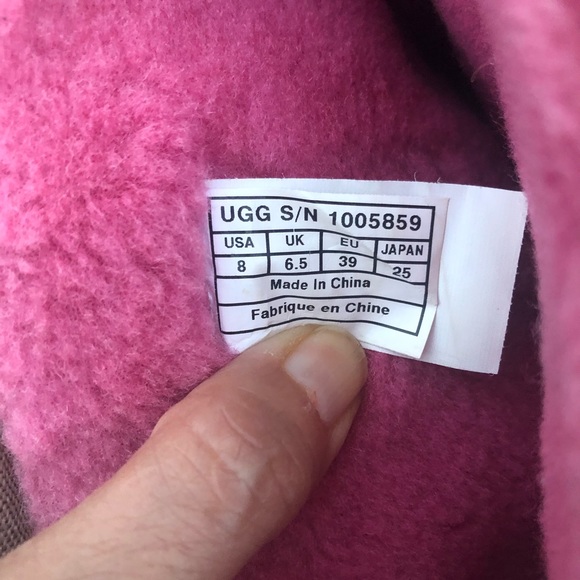 UGG S/N 1005859
USA UK EU JAPAN
8 6.5 39 25
Made In China
Fabrique en Chine